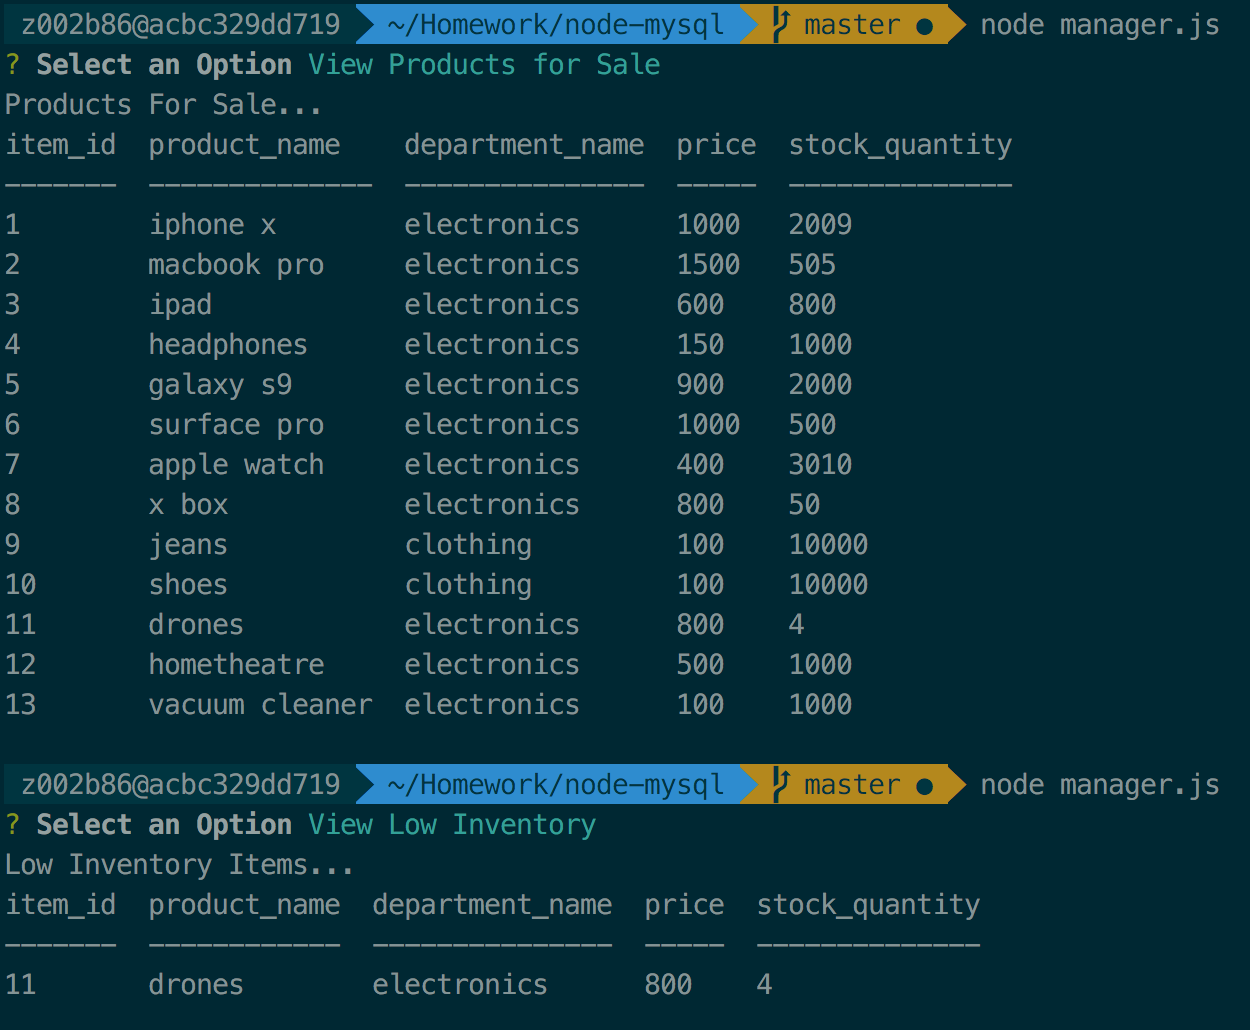 z002b86@acbc329dd719 ~/Homework/node-mysql master ● node manager.js
? Select an Option View Products for Sale
Products For Sale...
item_id  product_name    department_name  price  stock_quantity
-------  --------------  ---------------  -----  --------------
1        iphone x        electronics      1000   2009
2        macbook pro     electronics      1500   505
3        ipad            electronics      600    800
4        headphones      electronics      150    1000
5        galaxy s9       electronics      900    2000
6        surface pro     electronics      1000   500
7        apple watch     electronics      400    3010
8        x box           electronics      800    50
9        jeans           clothing         100    10000
10       shoes           clothing         100    10000
11       drones          electronics      800    4
12       hometheatre     electronics      500    1000
13       vacuum cleaner  electronics      100    1000
z002b86@acbc329dd719 ~/Homework/node-mysql master ● node manager.js
? Select an Option View Low Inventory
Low Inventory Items...
item_id  product_name  department_name  price  stock_quantity
-------  ------------  ---------------  -----  --------------
11       drones        electronics      800    4